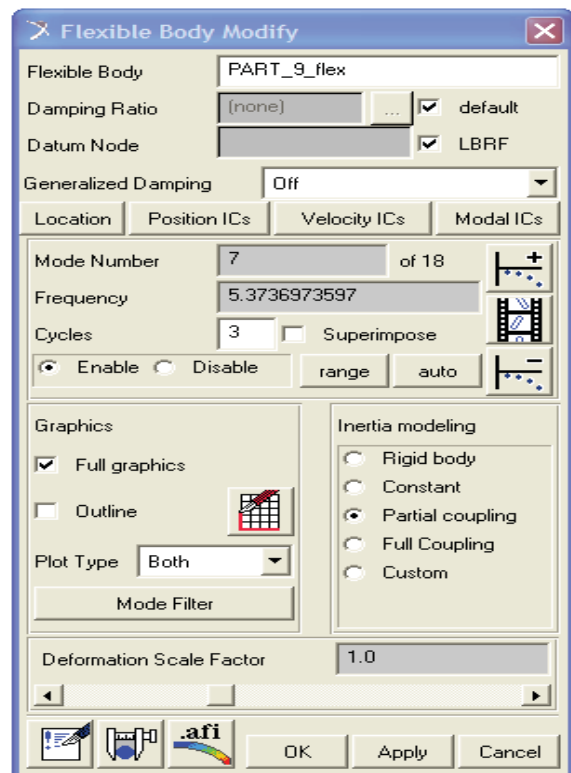 Flexible Body Modify
Flexible Body PART_9_flex
Damping Ratio (none) ... default
Datum Node LBRF
Generalized Damping Off
Location Position ICs Velocity ICs Modal ICs
Mode Number 7 of 18
Frequency 5.3736973597
Cycles 3 Superimpose
Enable Disable range auto
Graphics
Full graphics
Outline
Plot Type Both
Mode Filter
Inertia modeling
Rigid body
Constant
Partial coupling
Full Coupling
Custom
Deformation Scale Factor 1.0
.afi OK Apply Cancel